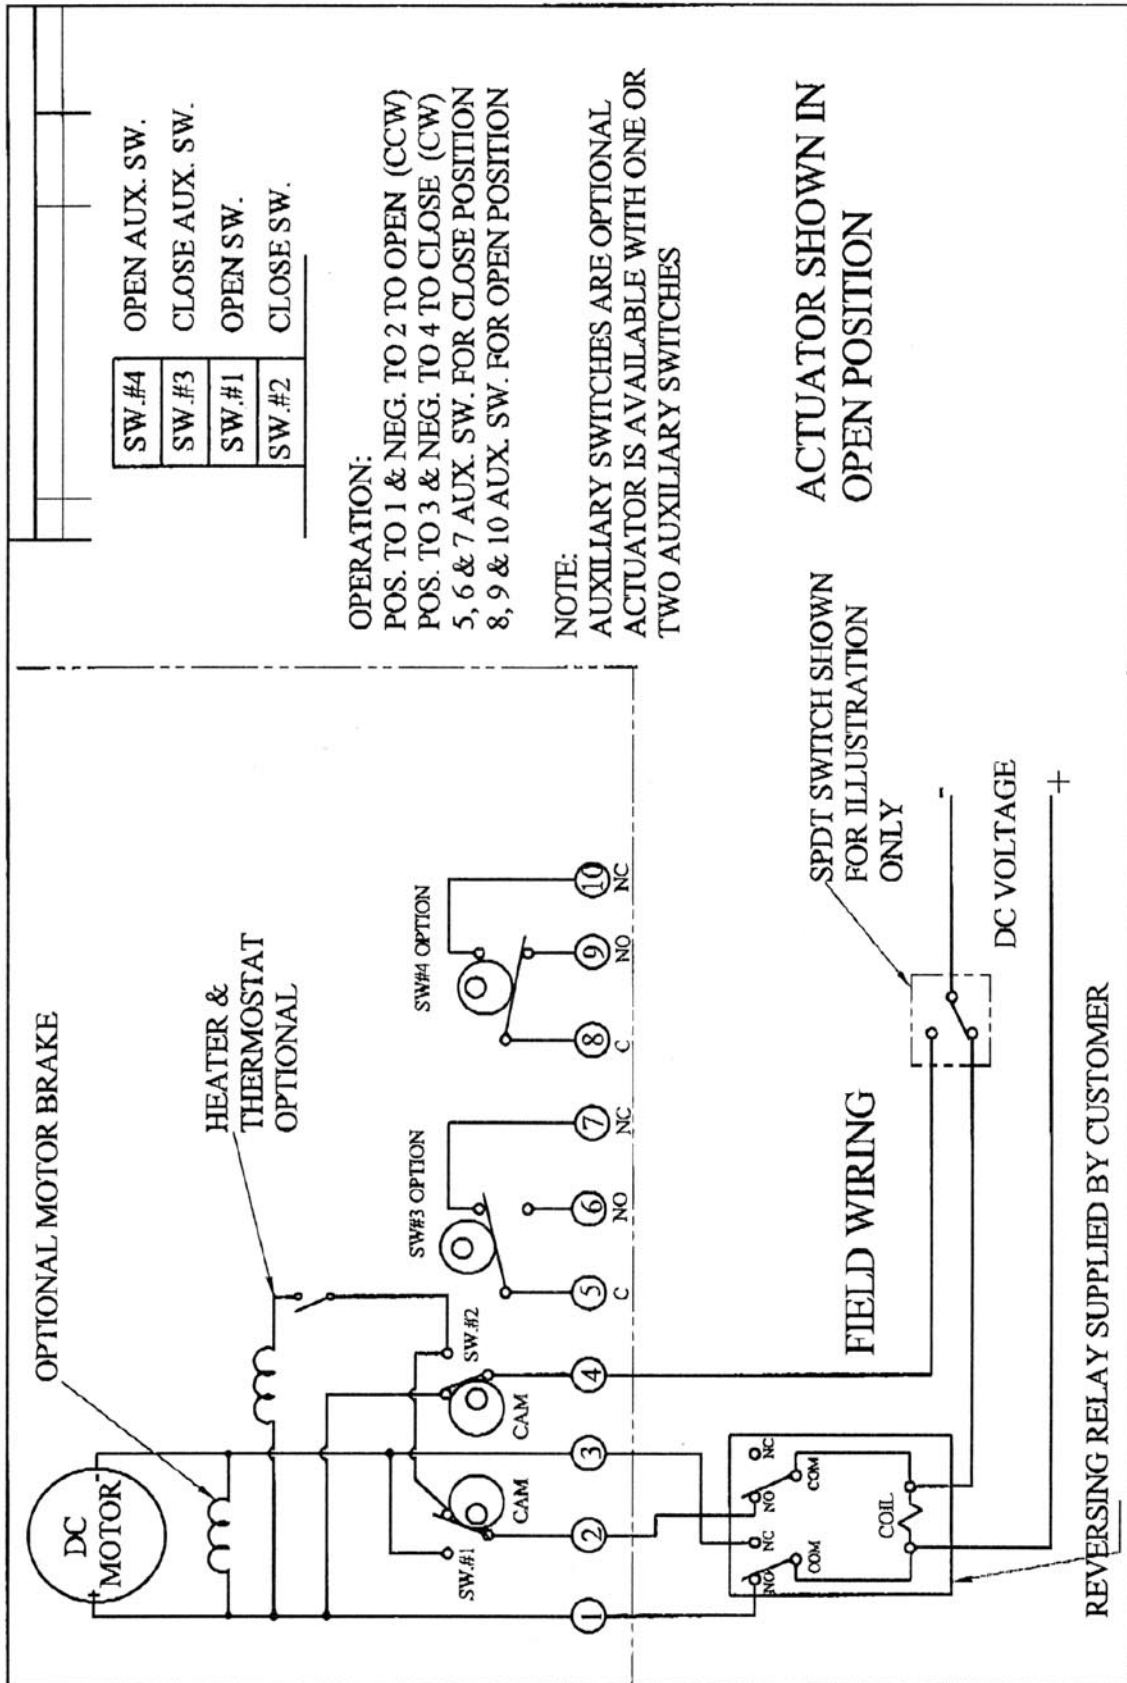 OPTIONAL MOTOR BRAKE
DC
MOTOR
+
-
HEATER &
THERMOSTAT
OPTIONAL
SW.#1
CAM
CAM
SW.#2
SW#3 OPTION
SW#4 OPTION
1
2
3
4
5
6
7
8
9
10
C
NO
NC
C
NO
NC
SW.#4 OPEN AUX. SW.
SW.#3 CLOSE AUX. SW.
SW.#1 OPEN SW.
SW.#2 CLOSE SW.
OPERATION:
POS. TO 1 & NEG. TO 2 TO OPEN (CCW)
POS. TO 3 & NEG. TO 4 TO CLOSE (CW)
5, 6 & 7 AUX. SW. FOR CLOSE POSITION
8, 9 & 10 AUX. SW. FOR OPEN POSITION
NOTE:
AUXILIARY SWITCHES ARE OPTIONAL
ACTUATOR IS AVAILABLE WITH ONE OR
TWO AUXILIARY SWITCHES
ACTUATOR SHOWN IN
OPEN POSITION
FIELD WIRING
SPDT SWITCH SHOWN
FOR ILLUSTRATION
ONLY
NO
NC
NO
NC
COM
COM
COIL
-
DC VOLTAGE
+
REVERSING RELAY SUPPLIED BY CUSTOMER